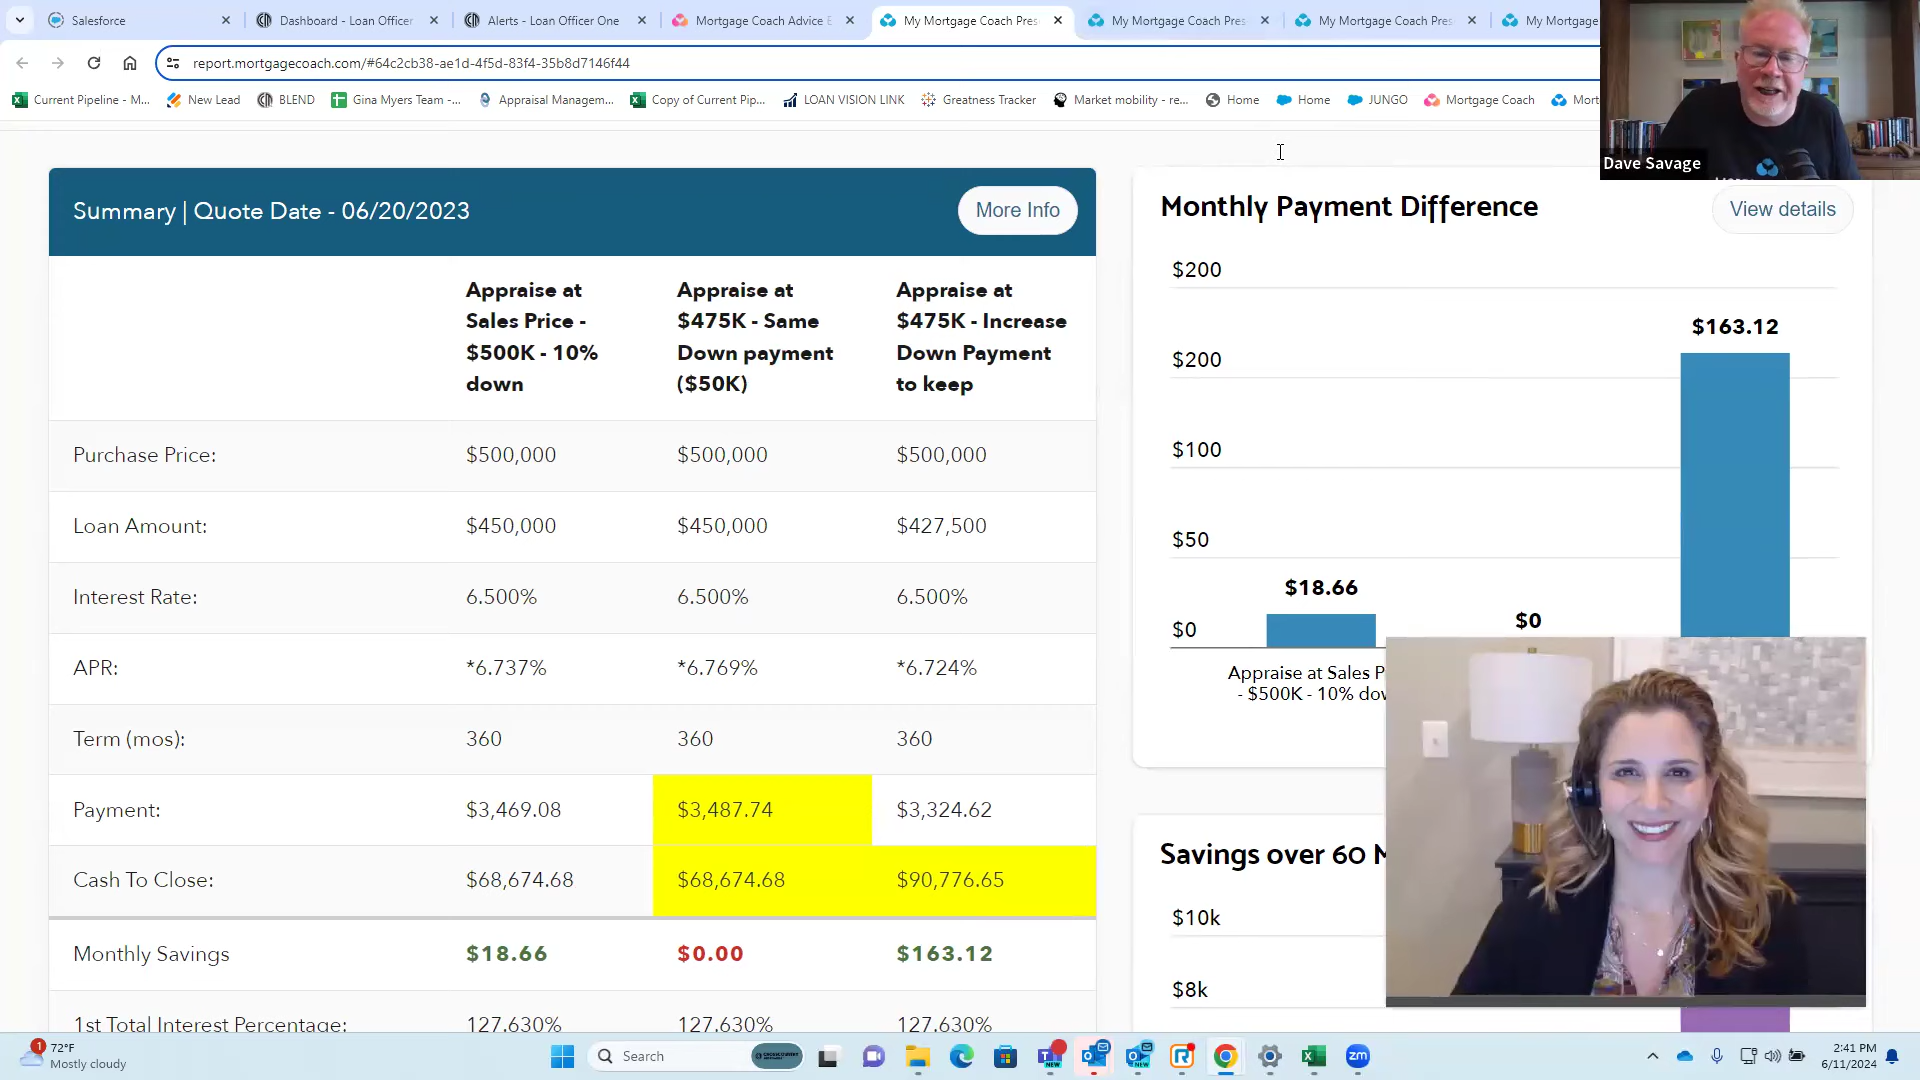 Salesforce
Dashboard - Loan Officer
Alerts - Loan Officer One
Mortgage Coach Advice E
My Mortgage Coach Pres
My Mortgage Coach Pres
My Mortgage Coach Pres
My Mortgage
report.mortgagecoach.com/#64c2cb38-ae1d-4f5d-83f4-35b8d7146f44
Current Pipeline - M...
New Lead
BLEND
Gina Myers Team -...
Appraisal Managem...
Copy of Current Pip...
LOAN VISION LINK
Greatness Tracker
Market mobility - re...
Home
Home
JUNGO
Mortgage Coach
Mort
Dave Savage
Summary | Quote Date - 06/20/2023
More Info
Appraise at Sales Price - $500K - 10% down
Appraise at $475K - Same Down payment ($50K)
Appraise at $475K - Increase Down Payment to keep
Purchase Price: $500,000 $500,000 $500,000
Loan Amount: $450,000 $450,000 $427,500
Interest Rate: 6.500% 6.500% 6.500%
APR: *6.737% *6.769% *6.724%
Term (mos): 360 360 360
Payment: $3,469.08 $3,487.74 $3,324.62
Cash To Close: $68,674.68 $68,674.68 $90,776.65
Monthly Savings $18.66 $0.00 $163.12
1st Total Interest Percentage: 127.630% 127.630% 127.630%
Monthly Payment Difference
View details
$200
$163.12
$200
$100
$50
$18.66
$0
$0
Appraise at Sales P
- $500K - 10% dow
Savings over 60 M
$10k
$8k
1
72°F
Mostly cloudy
Search
NEW
NEW
zm
2:41 PM
6/11/2024